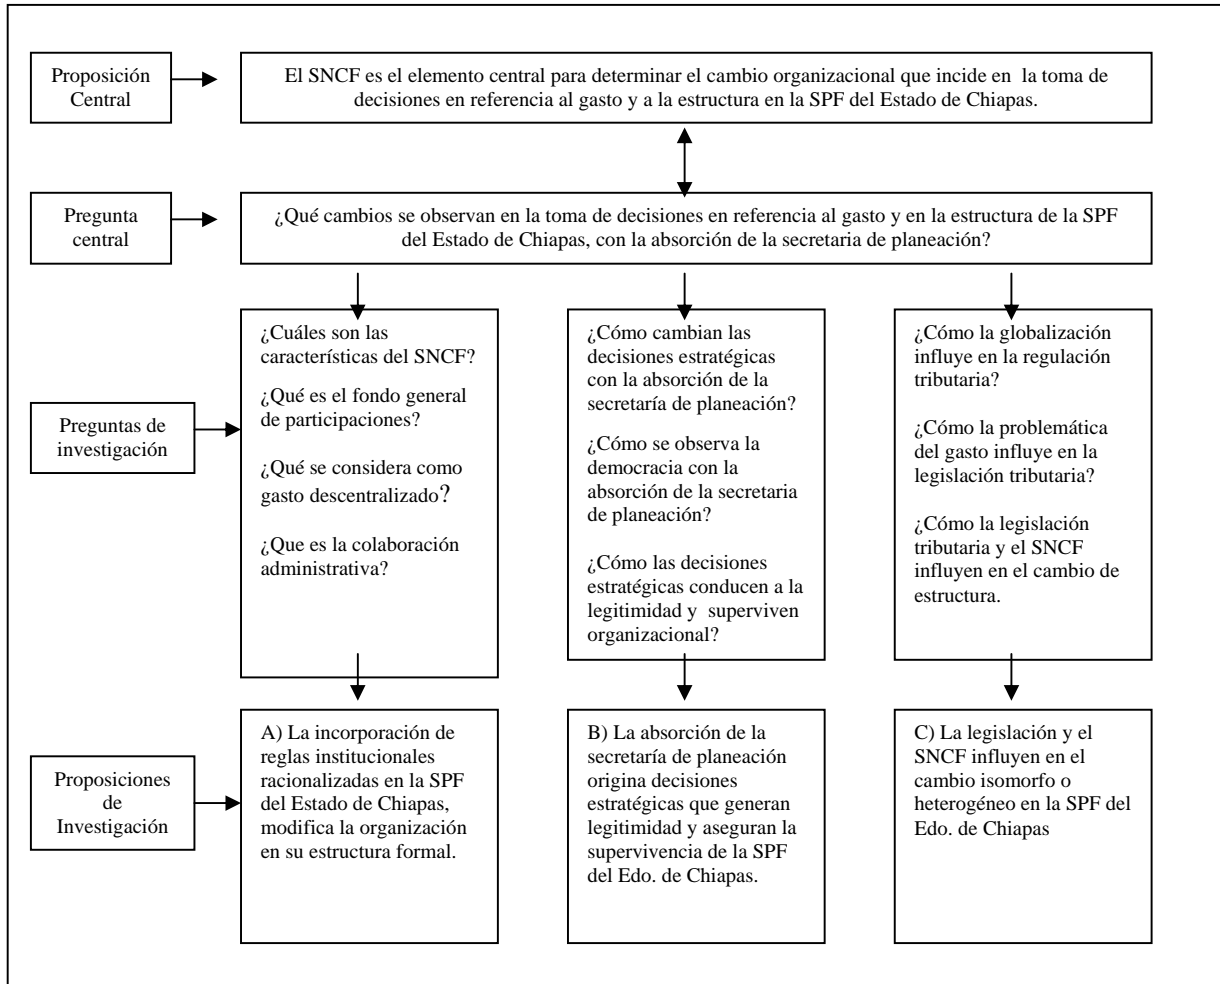 Proposición
Central
El SNCF es el elemento central para determinar el cambio organizacional que incide en la toma de
decisiones en referencia al gasto y a la estructura en la SPF del Estado de Chiapas.
Pregunta
central
¿Qué cambios se observan en la toma de decisiones en referencia al gasto y en la estructura de la SPF
del Estado de Chiapas, con la absorción de la secretaria de planeación?
Preguntas de
investigación
¿Cuáles son las
características del SNCF?
¿Qué es el fondo general
de participaciones?
¿Qué se considera como
gasto descentralizado?
¿Que es la colaboración
administrativa?
¿Cómo cambian las
decisiones estratégicas
con la absorción de la
secretaría de planeación?
¿Cómo se observa la
democracia con la
absorción de la secretaria
de planeación?
¿Cómo las decisiones
estratégicas conducen a la
legitimidad y superviven
organizacional?
¿Cómo la globalización
influye en la regulación
tributaria?
¿Cómo la problemática
del gasto influye en la
legislación tributaria?
¿Cómo la legislación
tributaria y el SNCF
influyen en el cambio de
estructura.
Proposiciones
de
Investigación
A) La incorporación de
reglas institucionales
racionalizadas en la SPF
del Estado de Chiapas,
modifica la organización
en su estructura formal.
B) La absorción de la
secretaría de planeación
origina decisiones
estratégicas que generan
legitimidad y aseguran la
supervivencia de la SPF
del Edo. de Chiapas.
C) La legislación y el
SNCF influyen en el
cambio isomorfo o
heterogéneo en la SPF del
Edo. de Chiapas